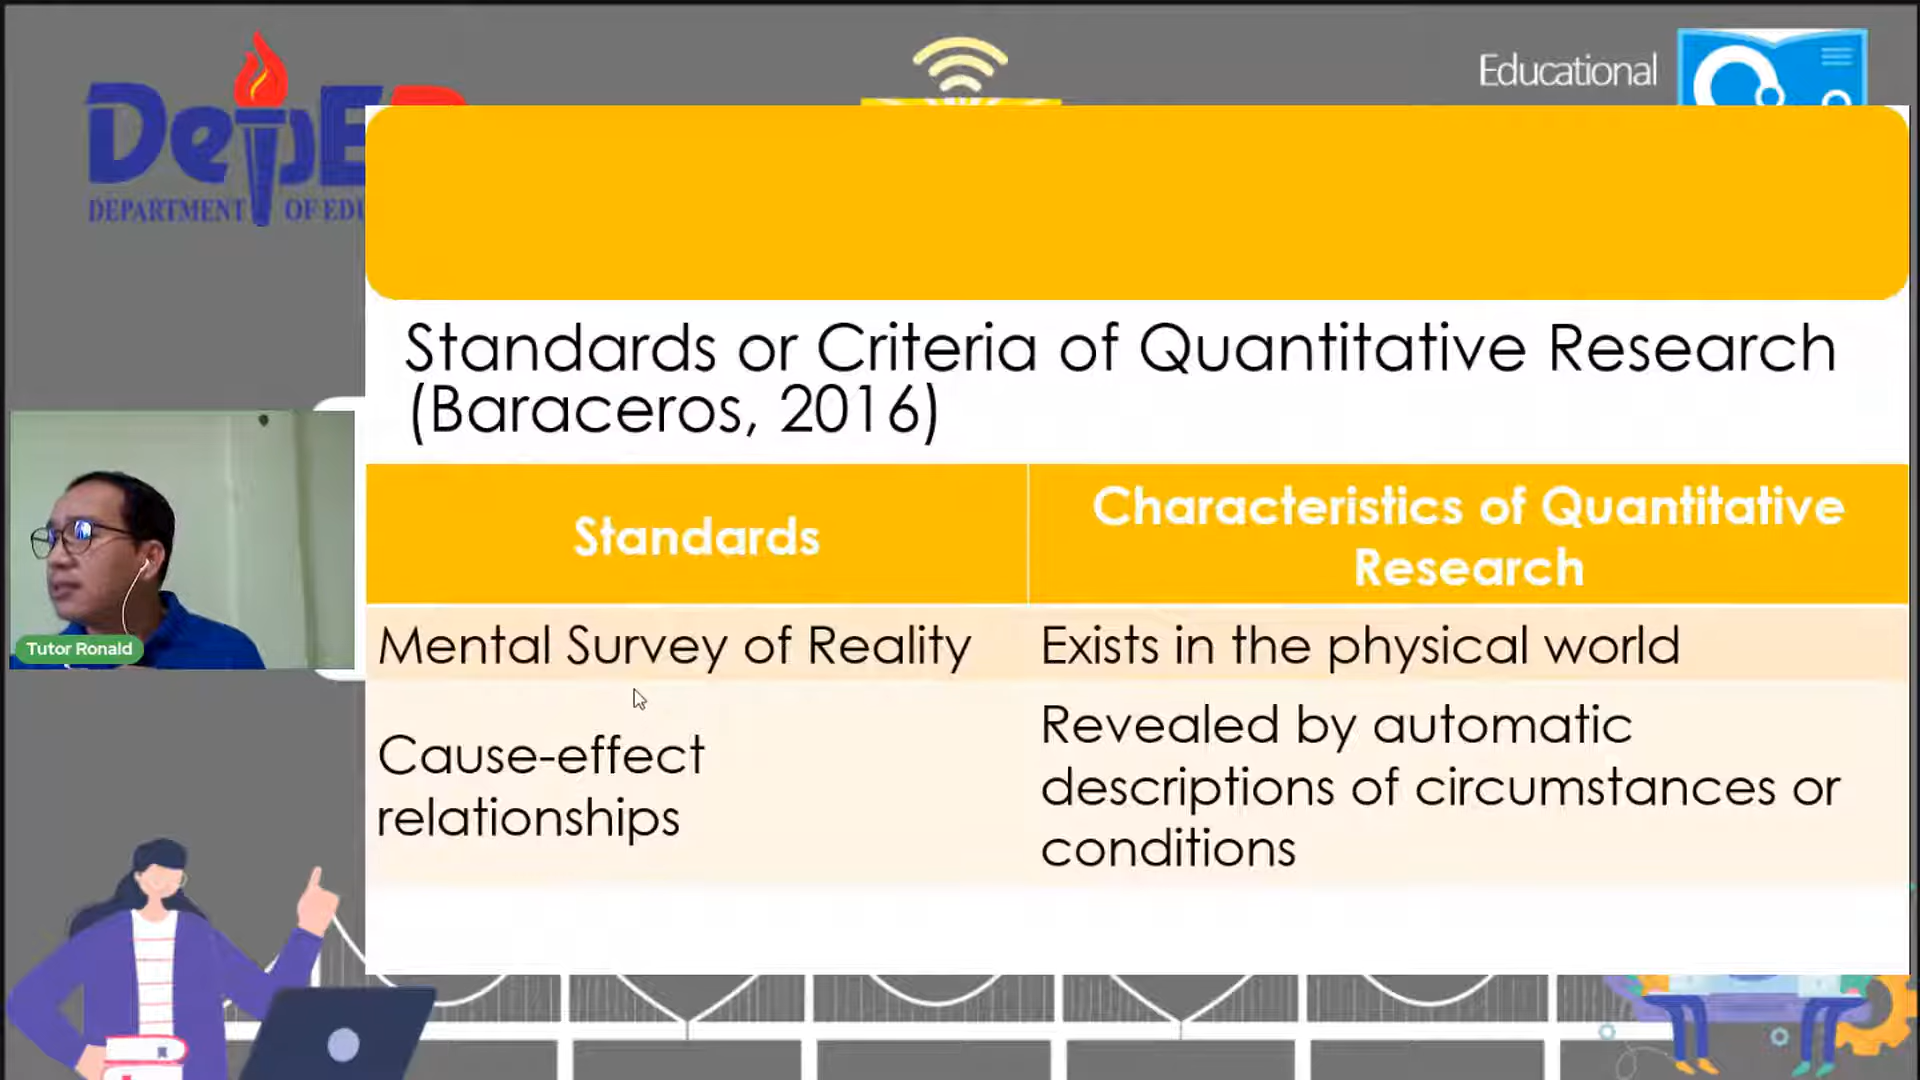 DepE
DEPARTMENT OF EDU
Educational
Standards or Criteria of Quantitative Research
(Baraceros, 2016)
Standards
Characteristics of Quantitative
Research
Mental Survey of Reality
Exists in the physical world
Cause-effect
relationships
Revealed by automatic
descriptions of circumstances or
conditions
Tutor Ronald